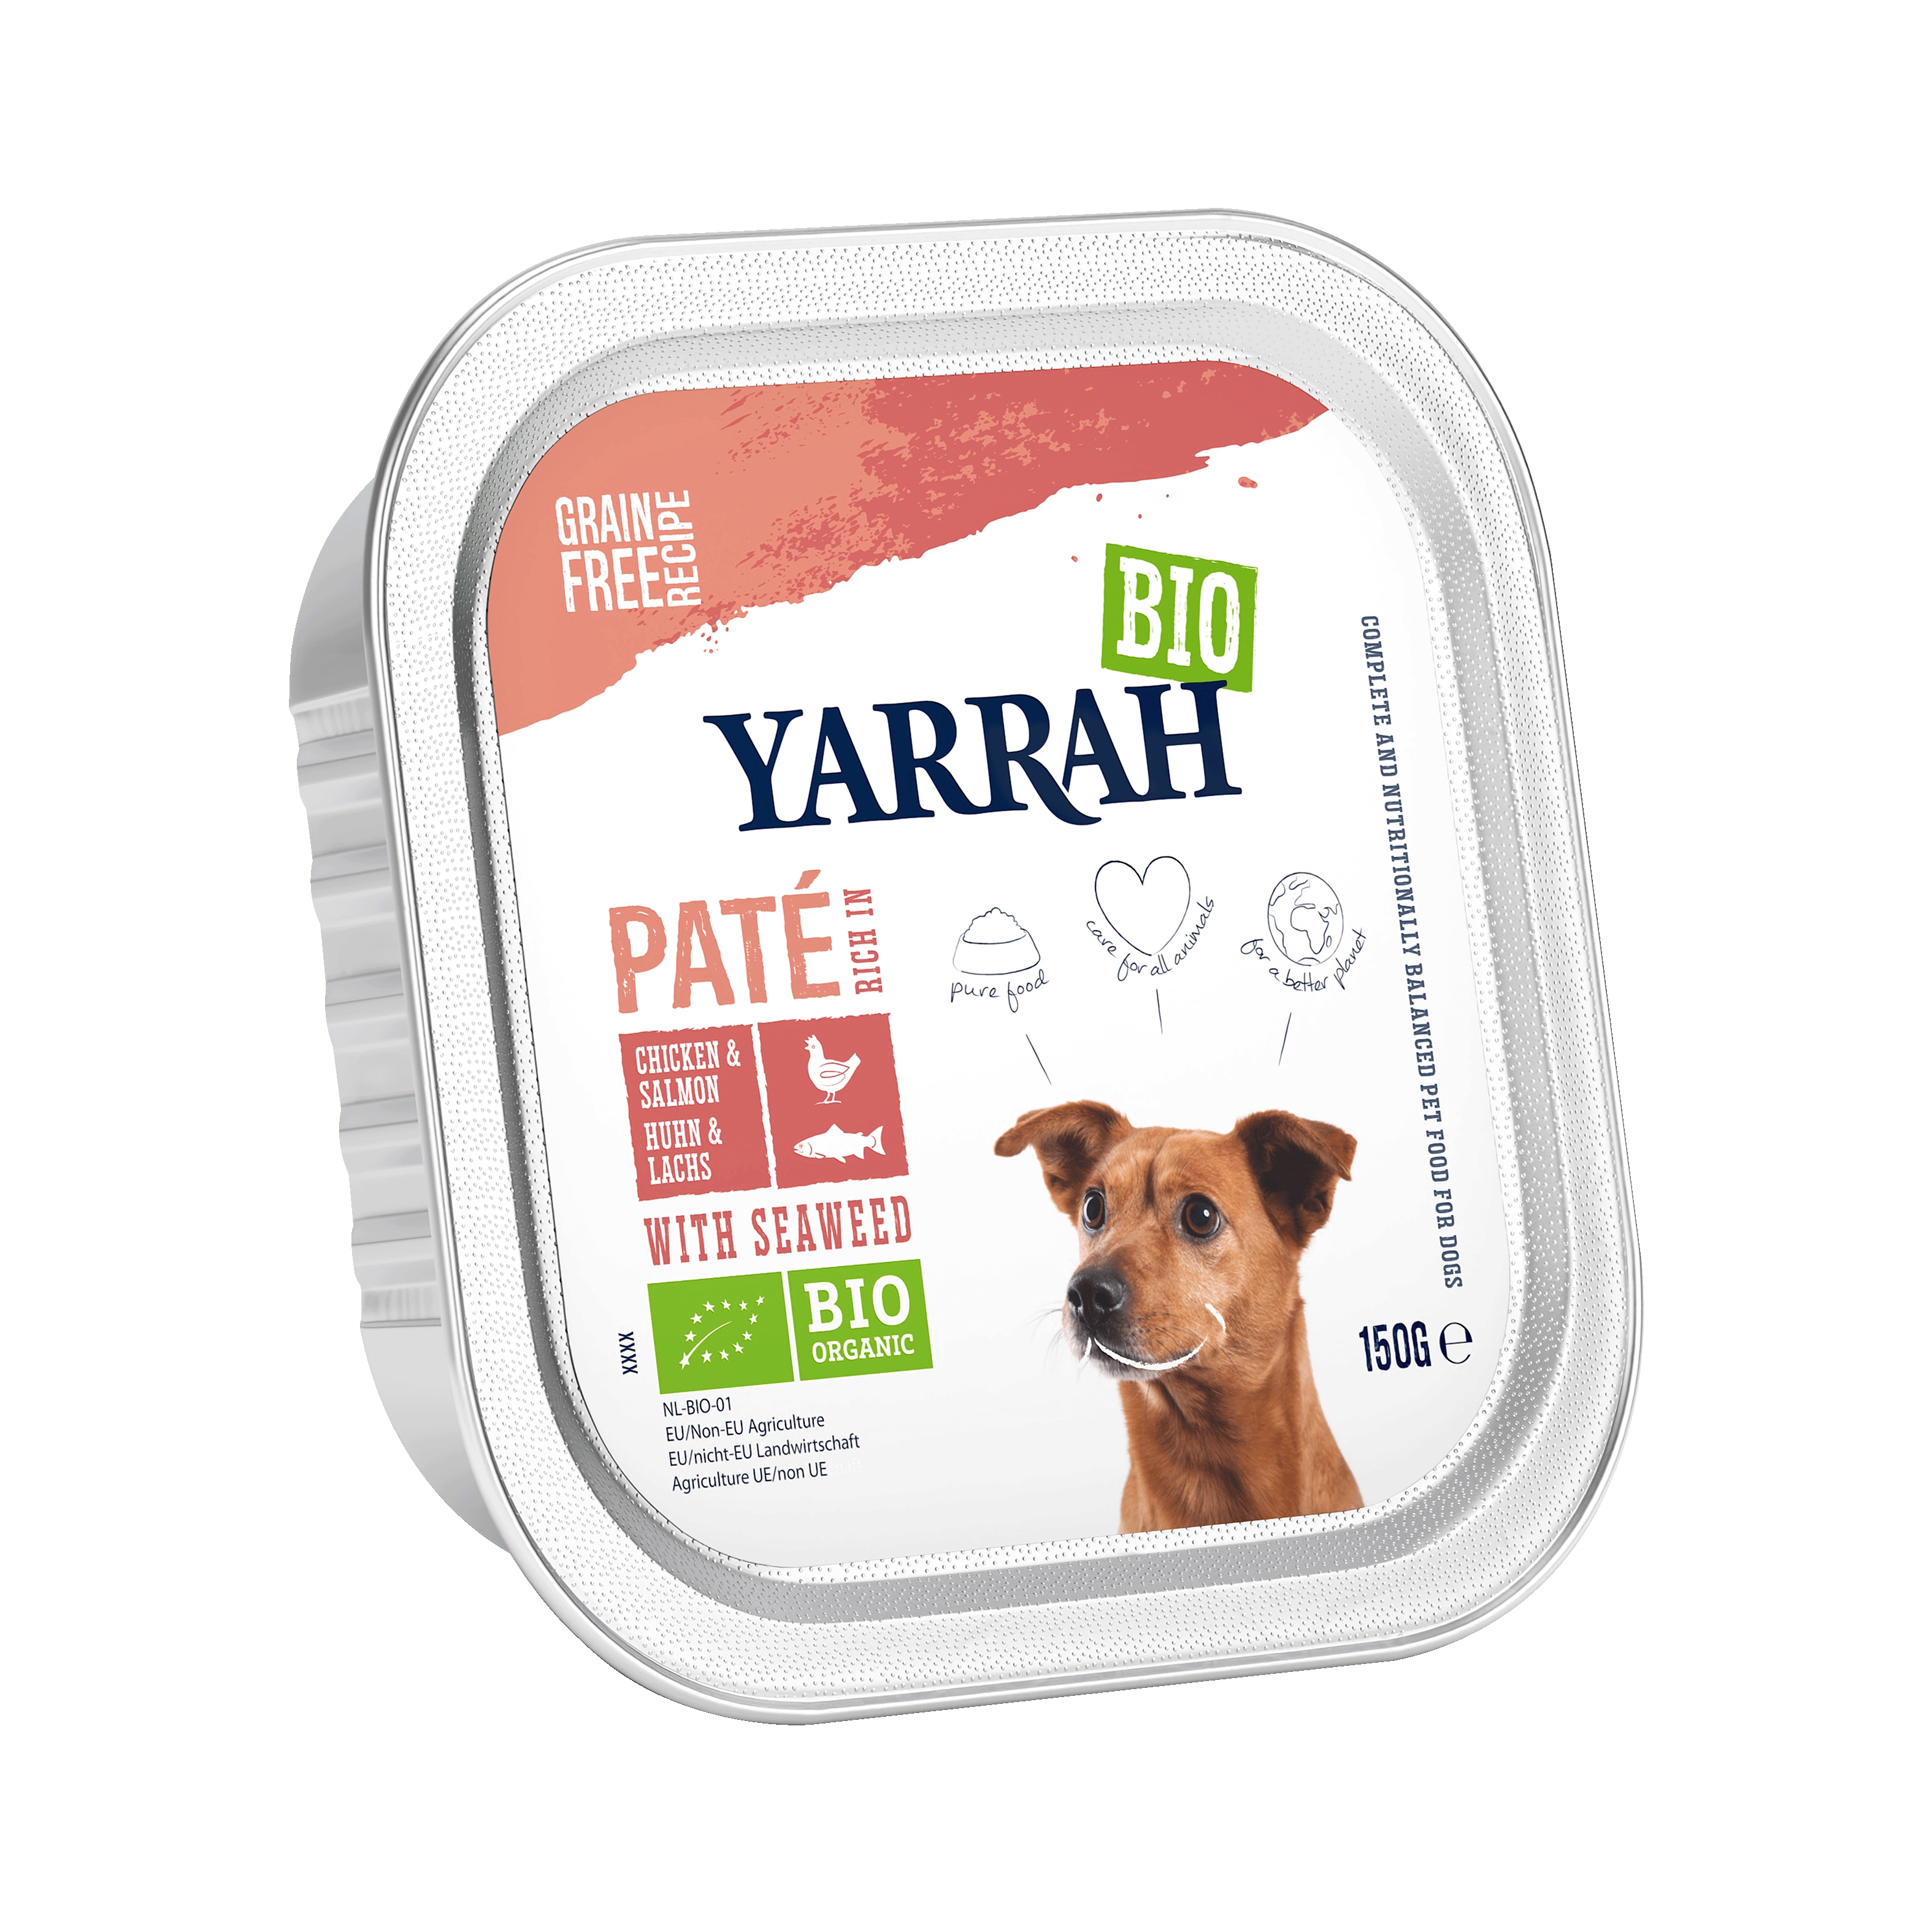 GRAIN
FREE
RECIPE
BIO
YARRAH
PATÉ
RICH IN
CHICKEN &
SALMON
HUHN &
LACHS
WITH SEAWEED
BIO
ORGANIC
XXXX
NL-BIO-01
EU/Non-EU Agriculture
EU/nicht-EU Landwirtschaft
Agriculture UE/non UE
pure food
care for all animals
for a better planet
COMPLETE AND NUTRITIONALLY BALANCED PET FOOD FOR DOGS
150G ℮